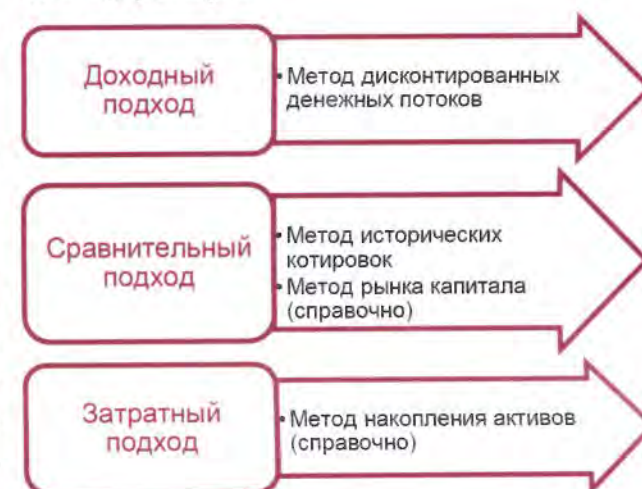 Доходный
подход
• Метод дисконтированных
денежных потоков
Сравнительный
подход
• Метод исторических
котировок
• Метод рынка капитала
(справочно)
Затратный
подход
• Метод накопления активов
(справочно)